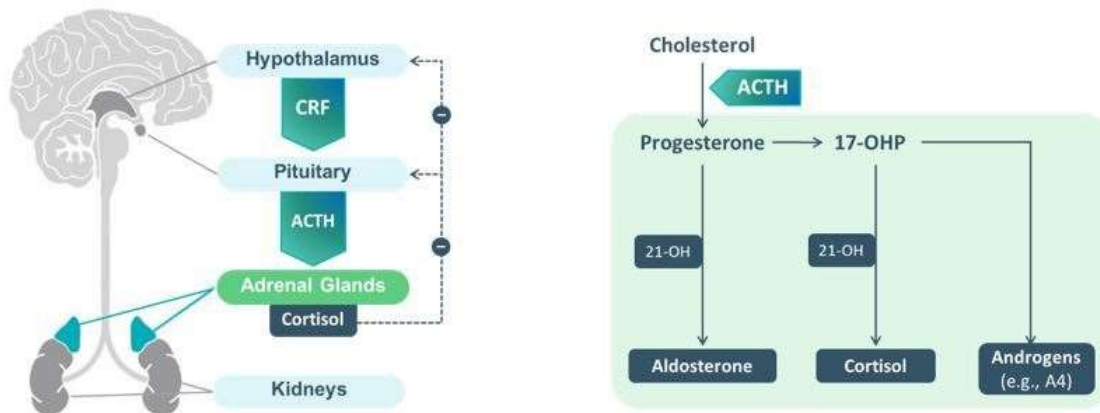 Hypothalamus
CRF
Pituitary
ACTH
Adrenal Glands
Cortisol
Kidneys
Cholesterol
ACTH
Progesterone
17-OHP
21-OH
21-OH
Aldosterone
Cortisol
Androgens
(e.g., A4)